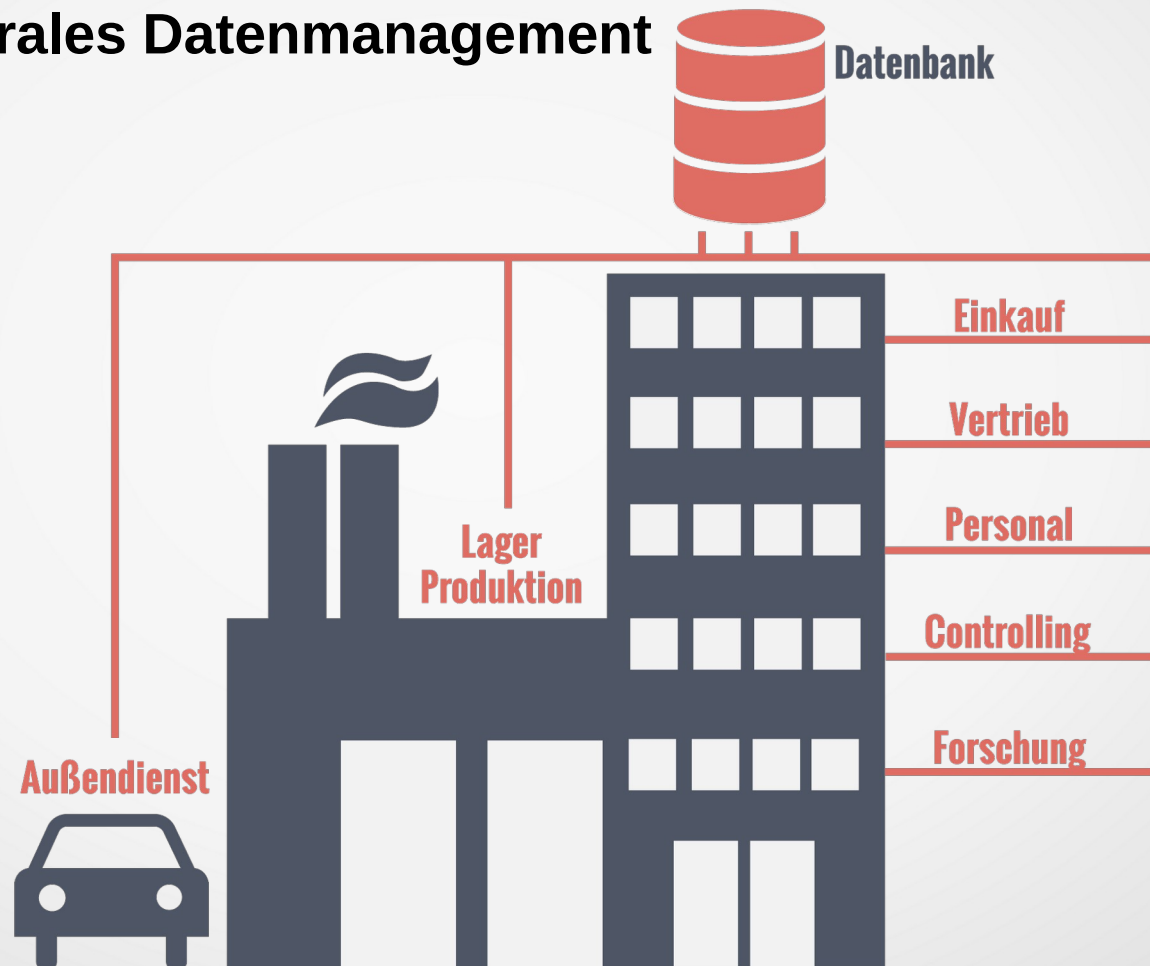 rales Datenmanagement
Datenbank
Einkauf
Vertrieb
Lager
Produktion
Personal
Controlling
Forschung
Außendienst